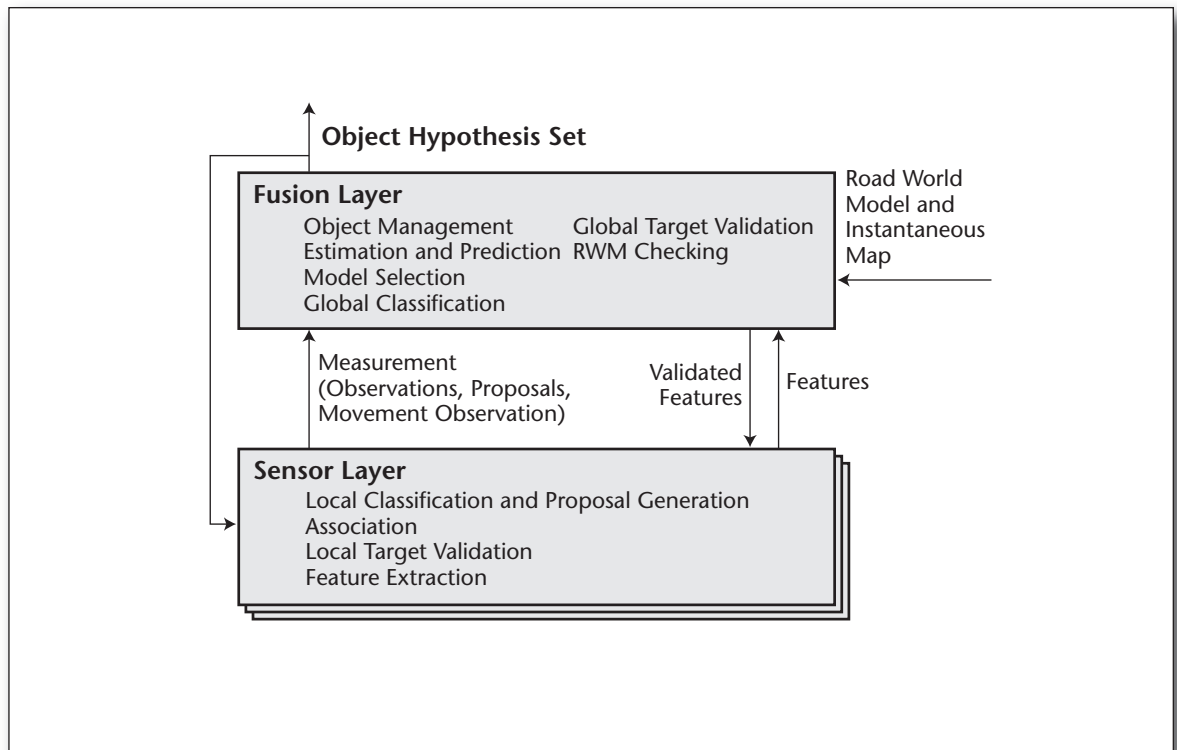 Object Hypothesis Set
Fusion Layer
Object Management
Estimation and Prediction
Model Selection
Global Classification
Global Target Validation
RWM Checking
Road World
Model and
Instantaneous
Map
Measurement
(Observations, Proposals,
Movement Observation)
Validated
Features
Features
Sensor Layer
Local Classification and Proposal Generation
Association
Local Target Validation
Feature Extraction